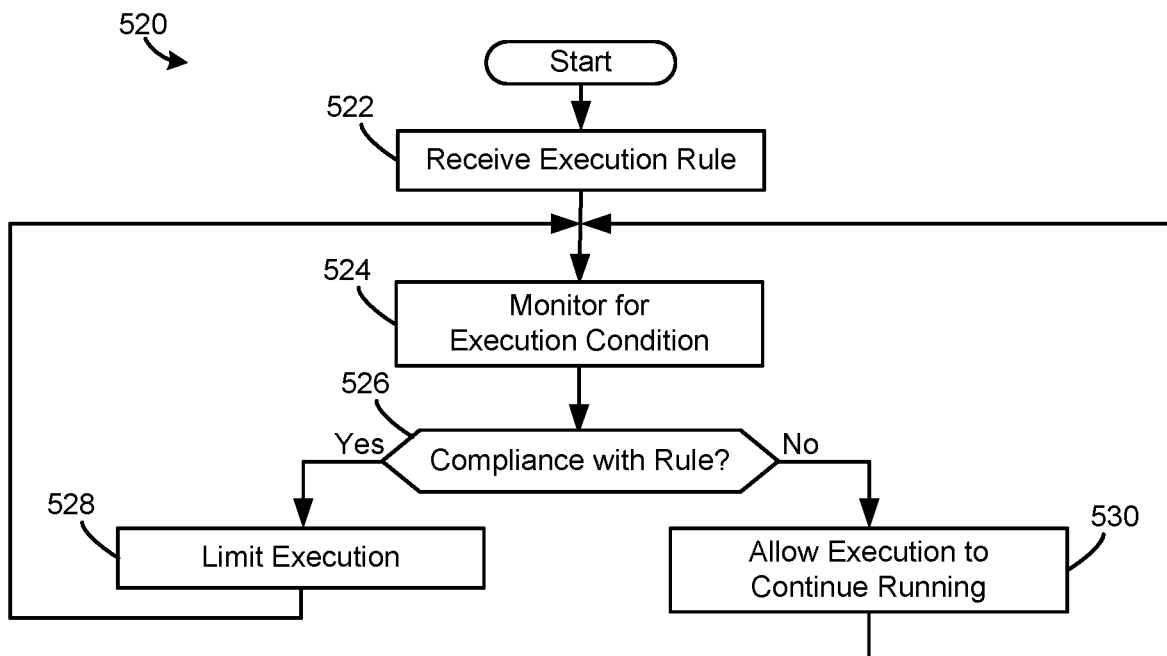 520
Start
522
Receive Execution Rule
524
Monitor for
Execution Condition
526
Yes
Compliance with Rule?
No
528
Limit Execution
530
Allow Execution to
Continue Running